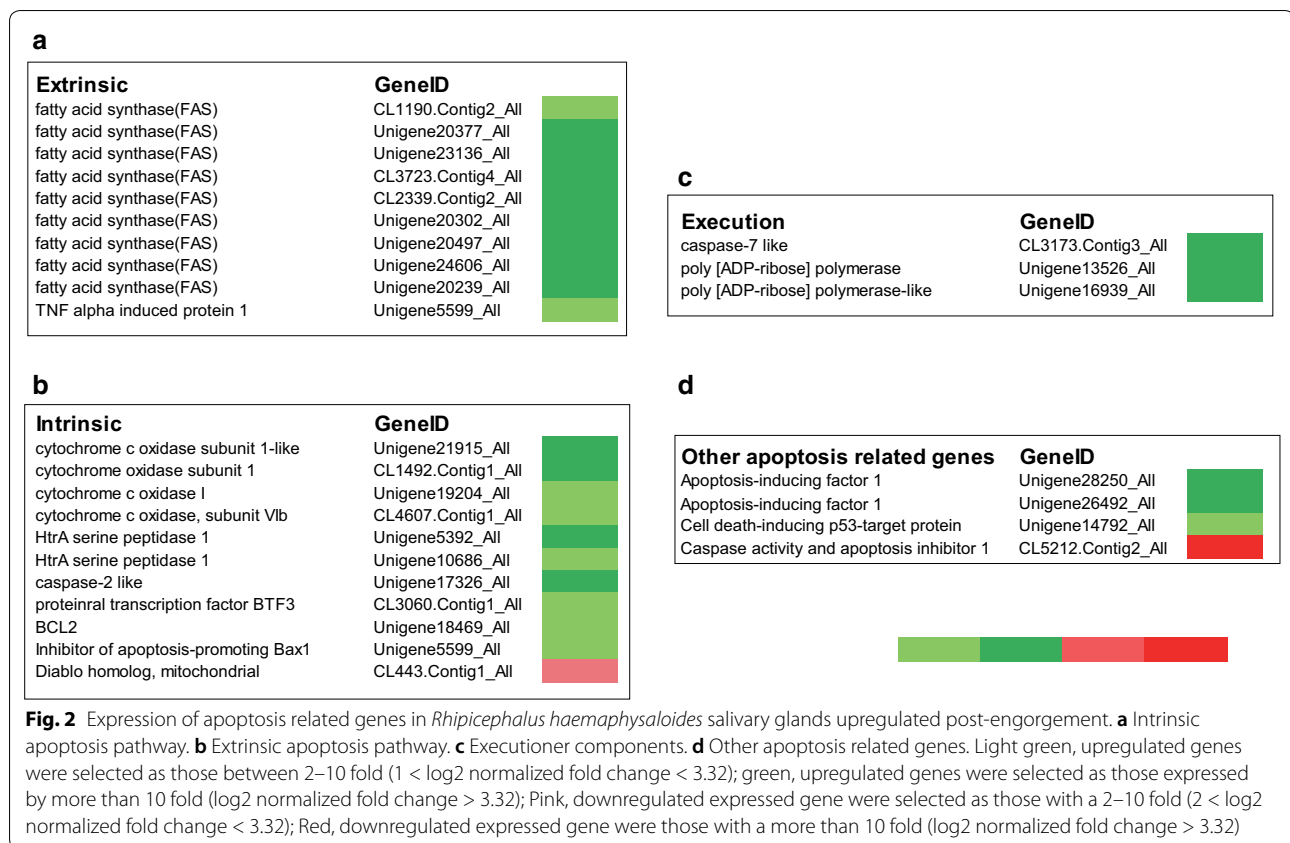 a
Extrinsic GeneID
fatty acid synthase(FAS) CL1190.Contig2_All
fatty acid synthase(FAS) Unigene20377_All
fatty acid synthase(FAS) Unigene23136_All
fatty acid synthase(FAS) CL3723.Contig4_All
fatty acid synthase(FAS) CL2339.Contig2_All
fatty acid synthase(FAS) Unigene20302_All
fatty acid synthase(FAS) Unigene20497_All
fatty acid synthase(FAS) Unigene24606_All
fatty acid synthase(FAS) Unigene20239_All
TNF alpha induced protein 1 Unigene5599_All
b
Intrinsic GeneID
cytochrome c oxidase subunit 1-like Unigene21915_All
cytochrome oxidase subunit 1 CL1492.Contig1_All
cytochrome c oxidase I Unigene19204_All
cytochrome c oxidase, subunit VIb CL4607.Contig1_All
HtrA serine peptidase 1 Unigene5392_All
HtrA serine peptidase 1 Unigene10686_All
caspase-2 like Unigene17326_All
proteinral transcription factor BTF3 CL3060.Contig1_All
BCL2 Unigene18469_All
Inhibitor of apoptosis-promoting Bax1 Unigene5599_All
Diablo homolog, mitochondrial CL443.Contig1_All
c
Execution GeneID
caspase-7 like CL3173.Contig3_All
poly [ADP-ribose] polymerase Unigene13526_All
poly [ADP-ribose] polymerase-like Unigene16939_All
d
Other apoptosis related genes GeneID
Apoptosis-inducing factor 1 Unigene28250_All
Apoptosis-inducing factor 1 Unigene26492_All
Cell death-inducing p53-target protein Unigene14792_All
Caspase activity and apoptosis inhibitor 1 CL5212.Contig2_All
Fig. 2 Expression of apoptosis related genes in Rhipicephalus haemaphysaloides salivary glands upregulated post-engorgement. a Intrinsic
apoptosis pathway. b Extrinsic apoptosis pathway. c Executioner components. d Other apoptosis related genes. Light green, upregulated genes
were selected as those between 2–10 fold (1 < log2 normalized fold change < 3.32); green, upregulated genes were selected as those expressed
by more than 10 fold (log2 normalized fold change > 3.32); Pink, downregulated expressed gene were selected as those with a 2–10 fold (2 < log2
normalized fold change < 3.32); Red, downregulated expressed gene were those with a more than 10 fold (log2 normalized fold change > 3.32)